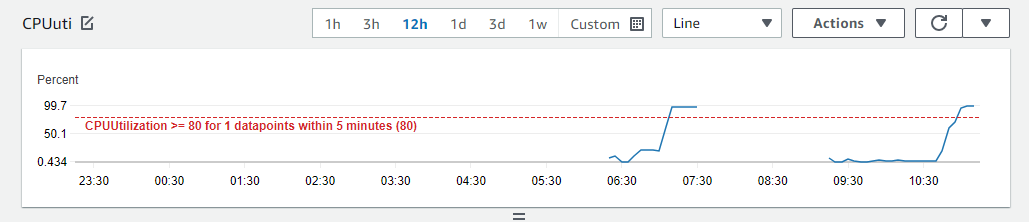 CPUuti 1h 3h 12h 1d 3d 1w Custom Line Actions
Percent
99.7
CPUUtilization >= 80 for 1 datapoints within 5 minutes (80)
50.1
0.434
23:30 00:30 01:30 02:30 03:30 04:30 05:30 06:30 07:30 08:30 09:30 10:30